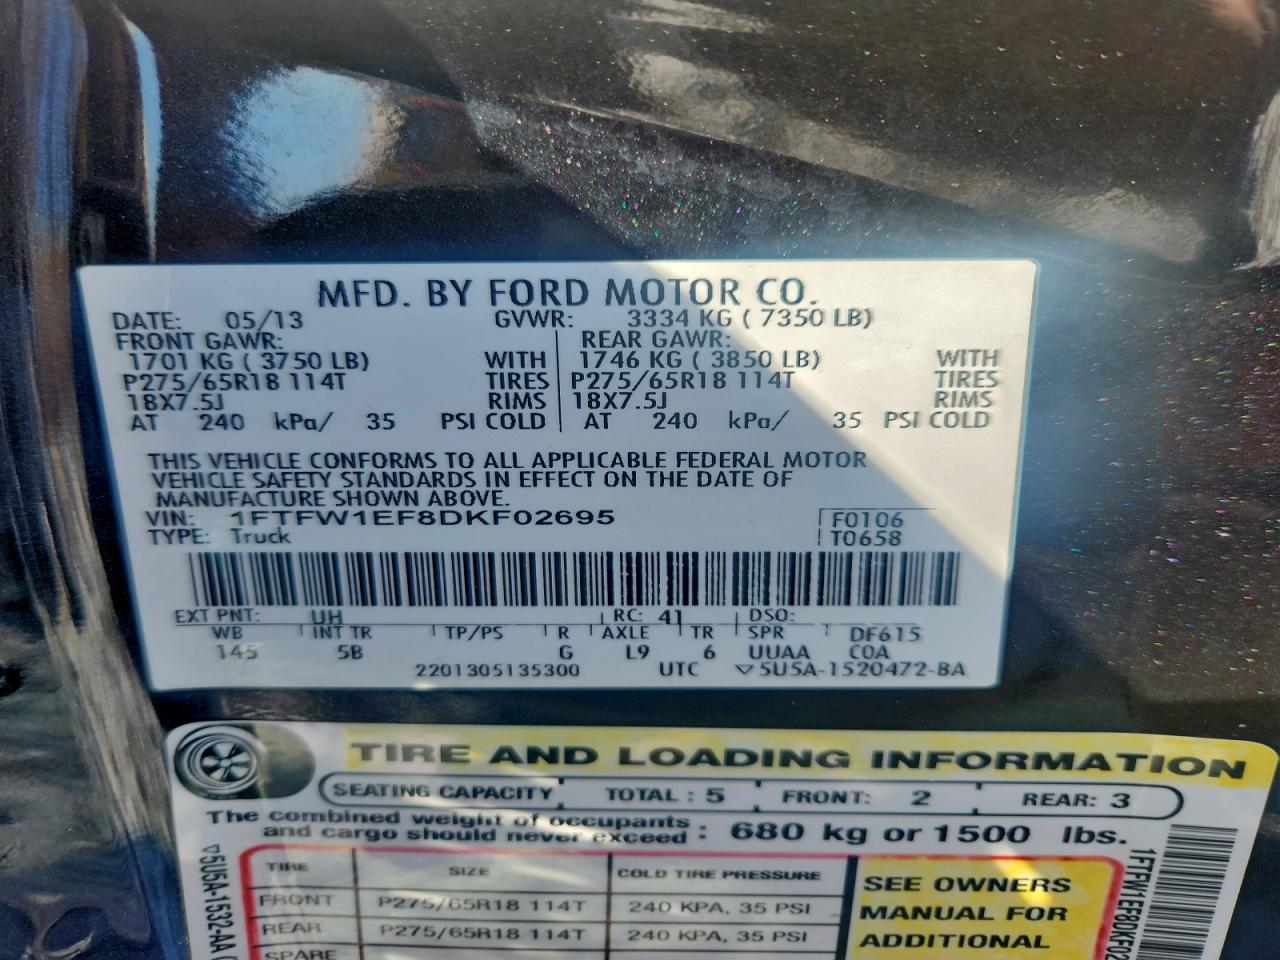 MFD. BY FORD MOTOR CO.
DATE: 05/13 GVWR: 3334 KG ( 7350 LB)
FRONT GAWR: REAR GAWR:
1701 KG ( 3750 LB) WITH 1746 KG ( 3850 LB) WITH
P275/65R18 114T TIRES P275/65R18 114T TIRES
18X7.5J RIMS 18X7.5J RIMS
AT 240 kPa/ 35 PSI COLD AT 240 kPa/ 35 PSI COLD
THIS VEHICLE CONFORMS TO ALL APPLICABLE FEDERAL MOTOR
VEHICLE SAFETY STANDARDS IN EFFECT ON THE DATE OF
MANUFACTURE SHOWN ABOVE.
VIN: 1FTFW1EF8DKF02695 F0106
TYPE: Truck T0658
EXT PNT: UH RC: 41 DSO:
WB INT TR TP/PS R AXLE TR SPR DF615
145 5B G L9 6 UUAA C0A
2201305135300 UTC ▽5U5A-1520472-BA
TIRE AND LOADING INFORMATION
SEATING CAPACITY TOTAL : 5 FRONT: 2 REAR: 3
The combined weight of occupants
and cargo should never exceed : 680 kg or 1500 lbs.
TIRE SIZE COLD TIRE PRESSURE
FRONT P275/65R18 114T 240 KPA, 35 PSI
REAR P275/65R18 114T 240 KPA, 35 PSI
SPARE
SEE OWNERS
MANUAL FOR
ADDITIONAL
▽5U5A-1532-AA
1FTFW1EF8DKF02